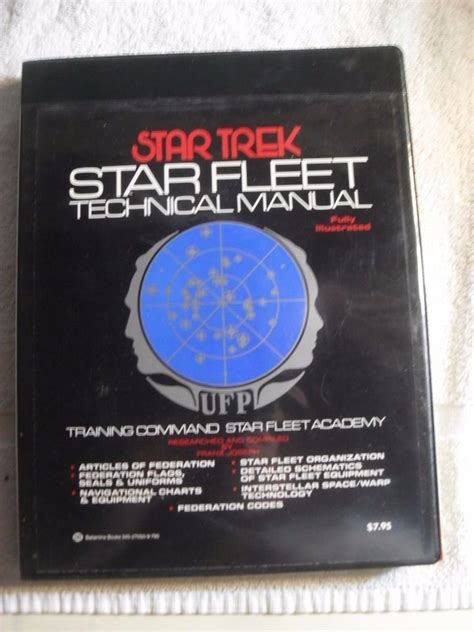 STAR TREK
STAR FLEET
TECHNICAL MANUAL
Fully
Illustrated
UFP
TRAINING COMMAND STAR FLEET ACADEMY
RESEARCHED AND COMPILED
BY
FRANZ JOSEPH
• ARTICLES OF FEDERATION
• FEDERATION FLAGS,
SEALS & UNIFORMS
• NAVIGATIONAL CHARTS
& EQUIPMENT
• STAR FLEET ORGANIZATION
• DETAILED SCHEMATICS
OF STAR FLEET EQUIPMENT
• INTERSTELLAR SPACE/WARP
TECHNOLOGY
• FEDERATION CODES
Ballantine Books
$7.95